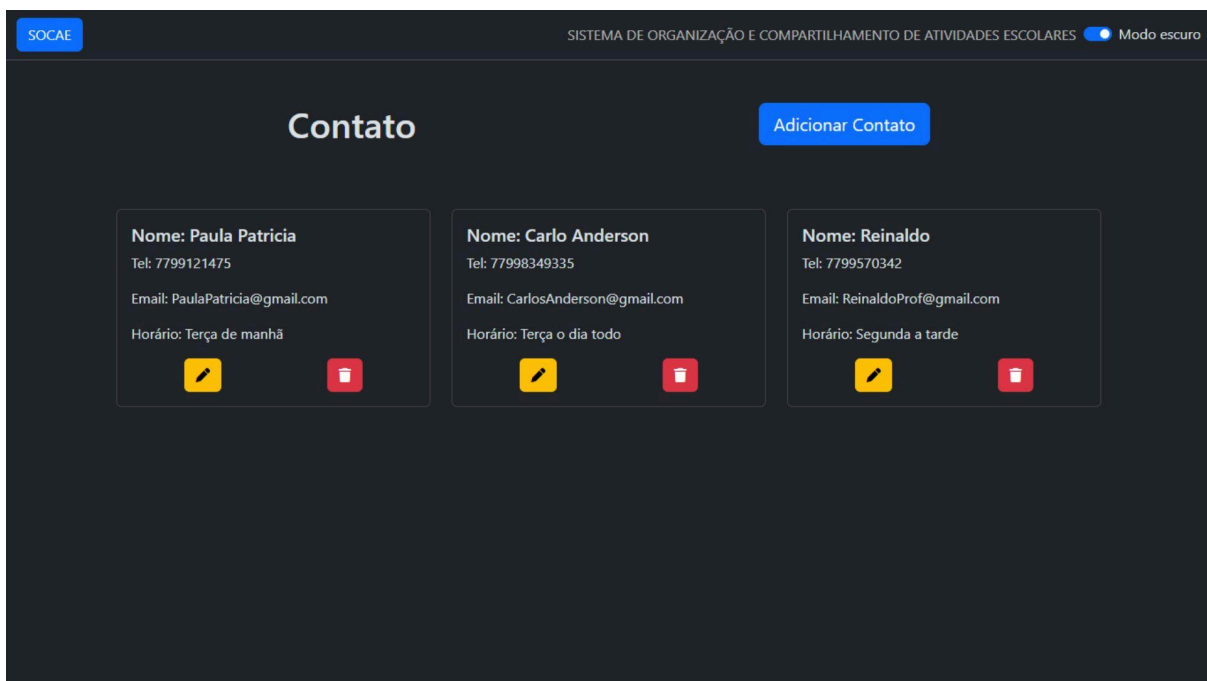 SOCAE
SISTEMA DE ORGANIZAÇÃO E COMPARTILHAMENTO DE ATIVIDADES ESCOLARES
Modo escuro
Contato
Adicionar Contato
Nome: Paula Patricia
Tel: 7799121475
Email: PaulaPatricia@gmail.com
Horário: Terça de manhã
Nome: Carlo Anderson
Tel: 77998349335
Email: CarlosAnderson@gmail.com
Horário: Terça o dia todo
Nome: Reinaldo
Tel: 7799570342
Email: ReinaldoProf@gmail.com
Horário: Segunda a tarde